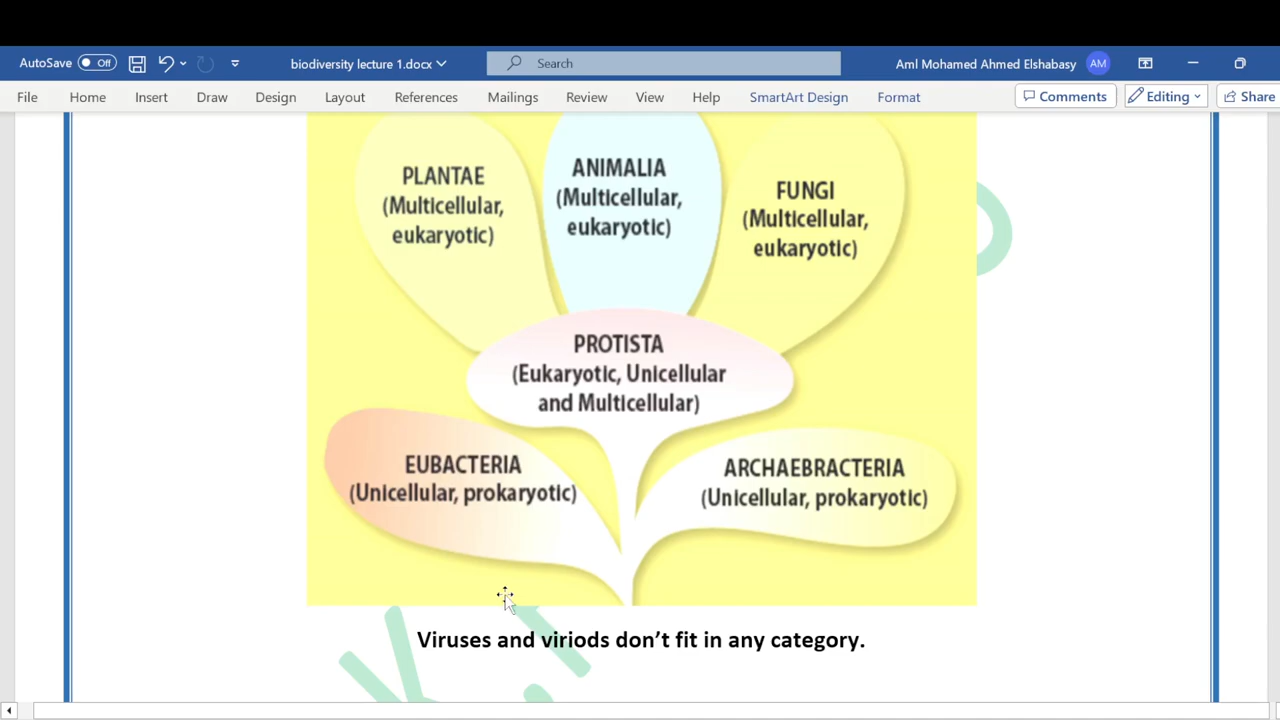 AutoSave Off biodiversity lecture 1.docx Search Aml Mohamed Ahmed Elshabasy AM
File Home Insert Draw Design Layout References Mailings Review View Help SmartArt Design Format Comments Editing Share
PLANTAE
(Multicellular,
eukaryotic)
ANIMALIA
(Multicellular,
eukaryotic)
FUNGI
(Multicellular,
eukaryotic)
PROTISTA
(Eukaryotic, Unicellular
and Multicellular)
EUBACTERIA
(Unicellular, prokaryotic)
ARCHAEBRACTERIA
(Unicellular, prokaryotic)
Viruses and viriods don’t fit in any category.